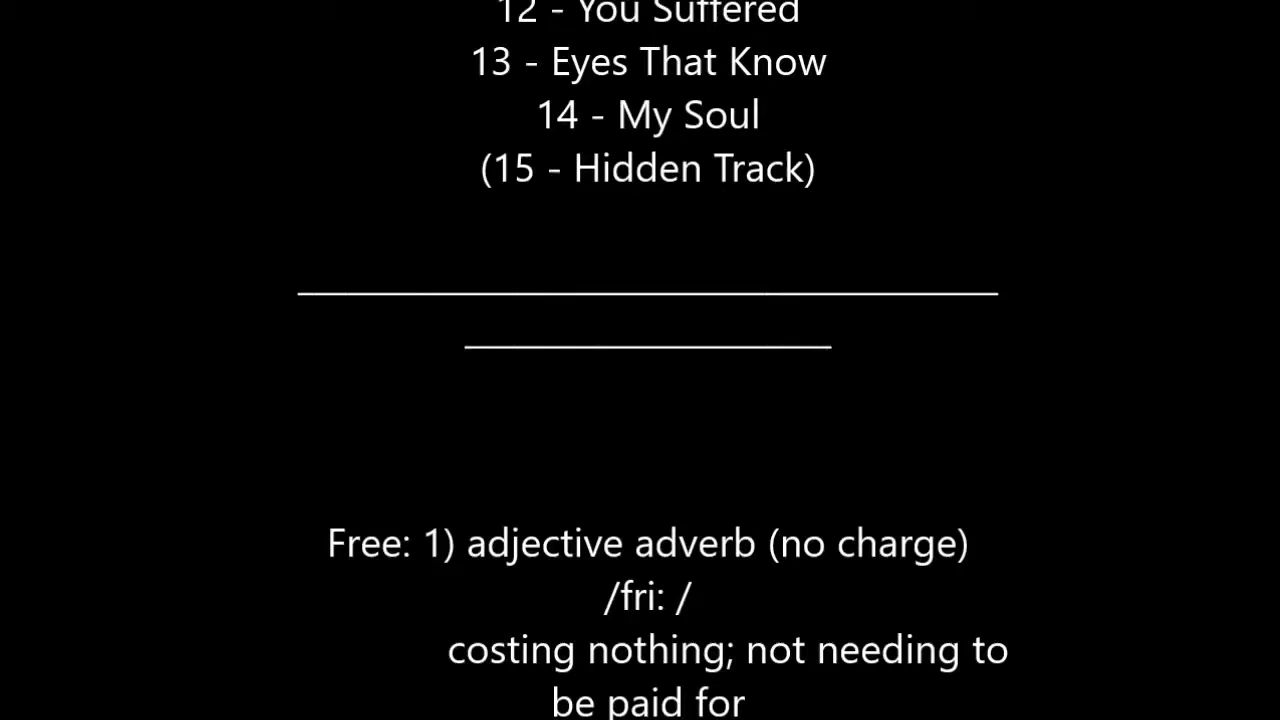 12 - You Suffered
13 - Eyes That Know
14 - My Soul
(15 - Hidden Track)
Free: 1) adjective adverb (no charge)
/fri: /
costing nothing; not needing to
be paid for